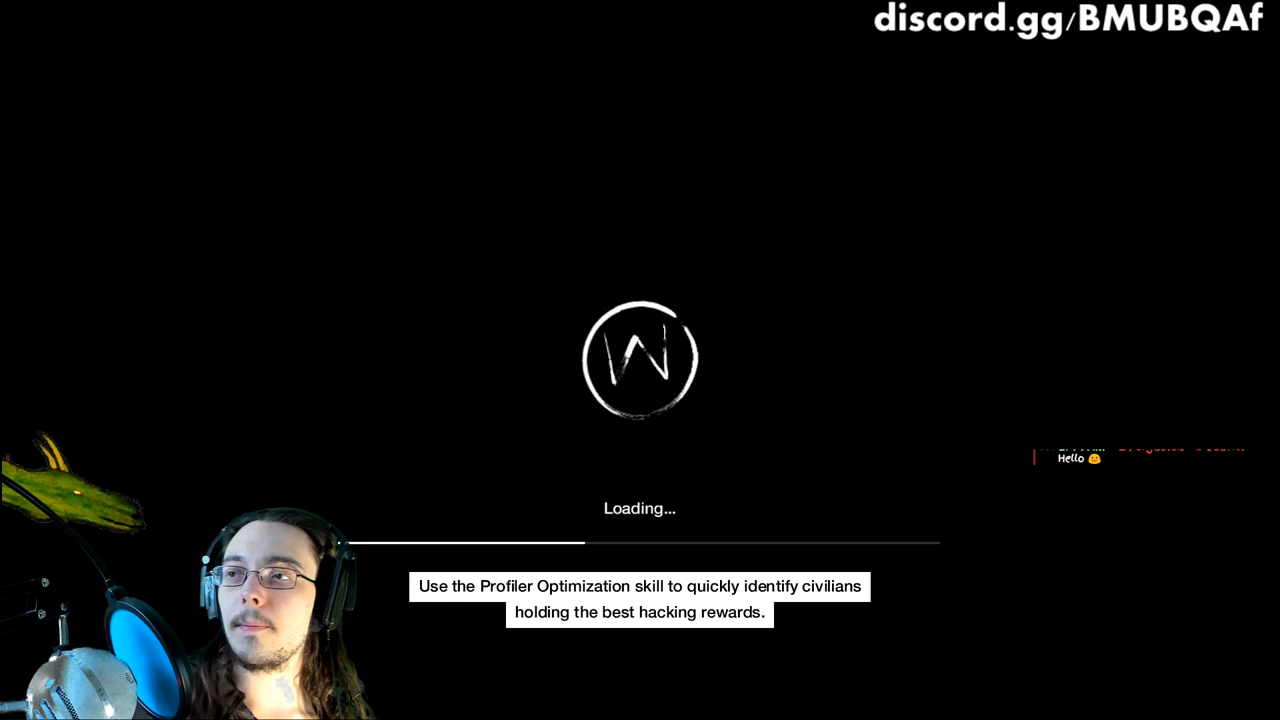 discord.gg/BMUBQAf
W
Hello
Loading...
Use the Profiler Optimization skill to quickly identify civilians
holding the best hacking rewards.